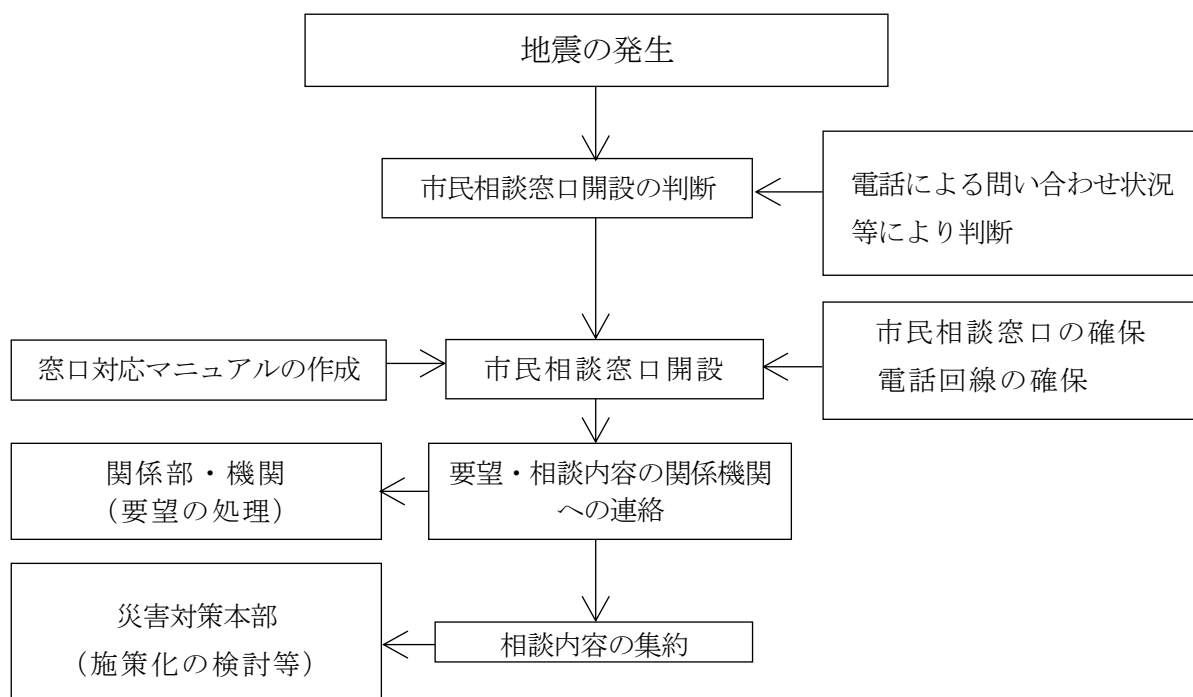 地震の発生
市民相談窓口開設の判断
電話による問い合わせ状況
等により判断
窓口対応マニュアルの作成
市民相談窓口開設
市民相談窓口の確保
電話回線の確保
関係部・機関
（要望の処理）
要望・相談内容の関係機関
への連絡
災害対策本部
（施策化の検討等）
相談内容の集約